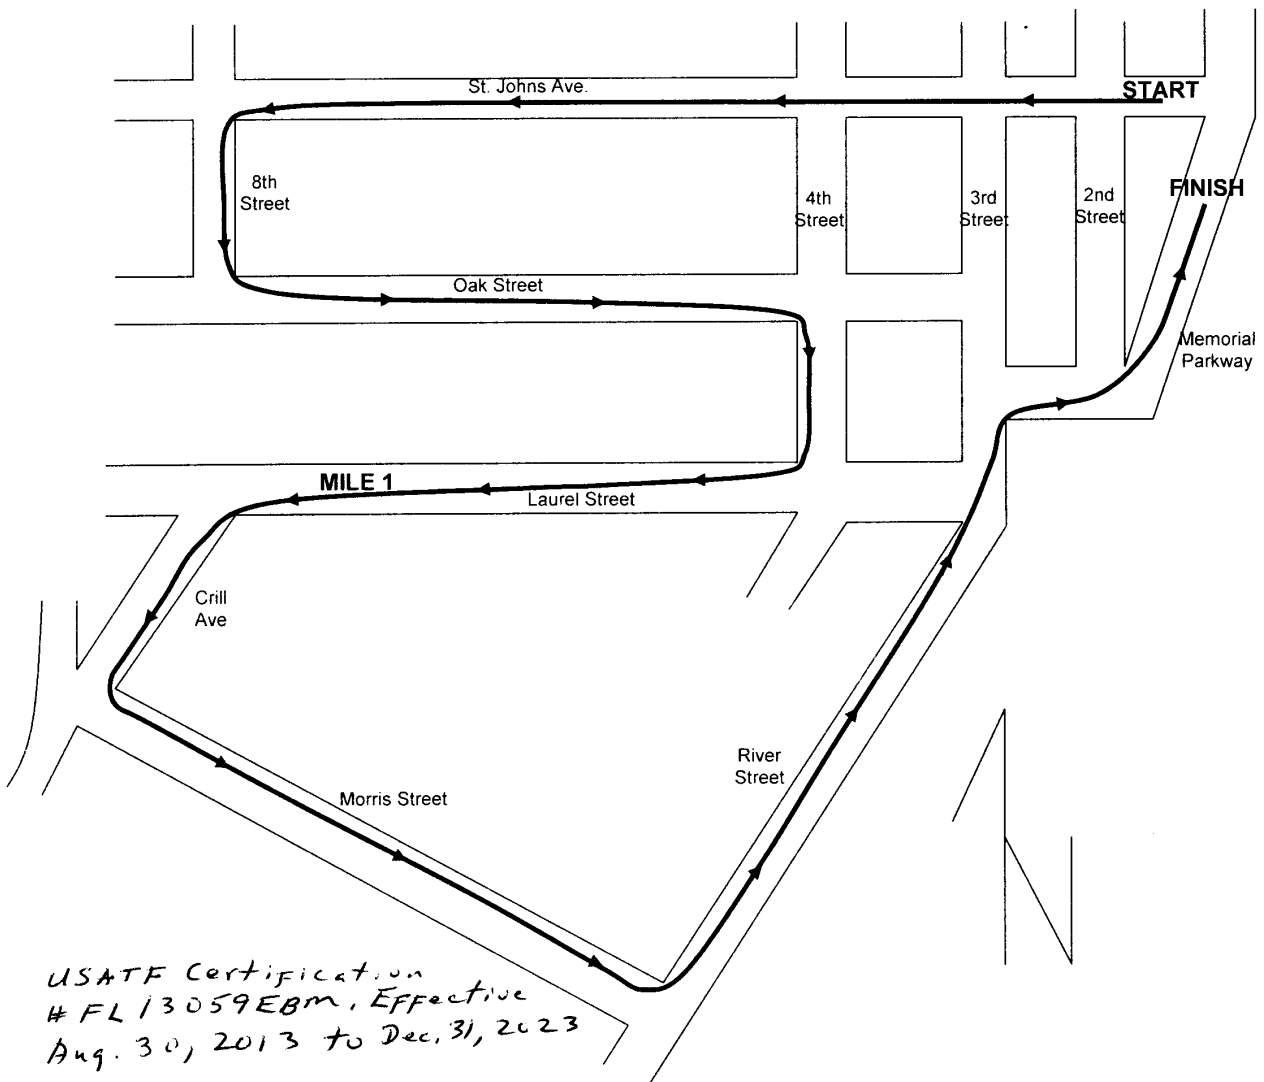 St. Johns Ave.
START
8th
Street
4th
Street
3rd
Street
2nd
Street
FINISH
Oak Street
Memorial
Parkway
MILE 1
Laurel Street
Crill
Ave
River
Street
Morris Street
N
USATF Certification
# FL13059EBM, Effective
Aug. 30, 2013 to Dec. 31, 2023